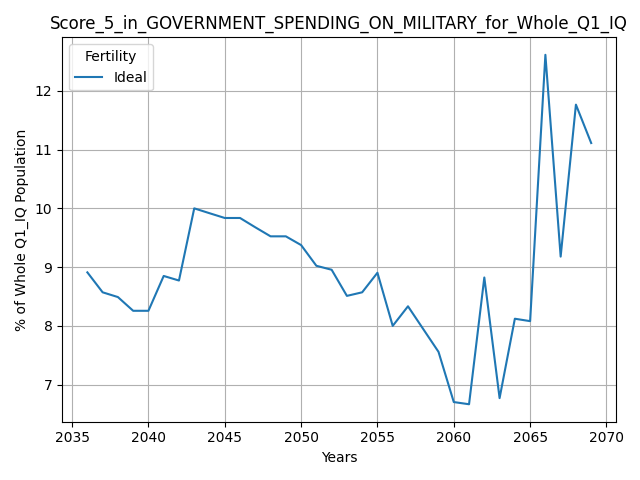 Score_5_in_GOVERNMENT_SPENDING_ON_MILITARY_for_Whole_Q1_IQ
Fertility
Ideal
% of Whole Q1_IQ Population
12
11
10
9
8
7
2035 2040 2045 2050 2055 2060 2065 2070
Years